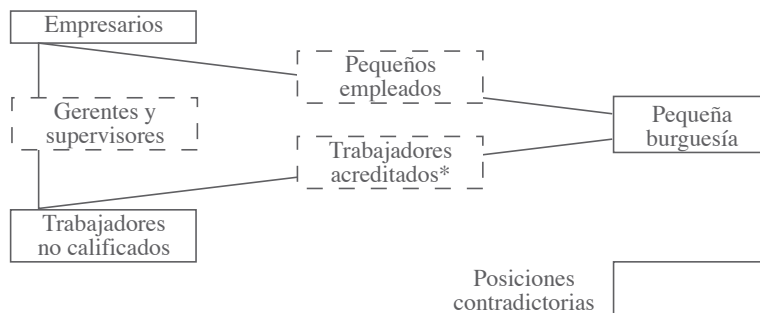 Empresarios
Pequeños
empleados
Gerentes y
supervisores
Pequeña
burguesía
Trabajadores
acreditados*
Trabajadores
no calificados
Posiciones
contradictorias